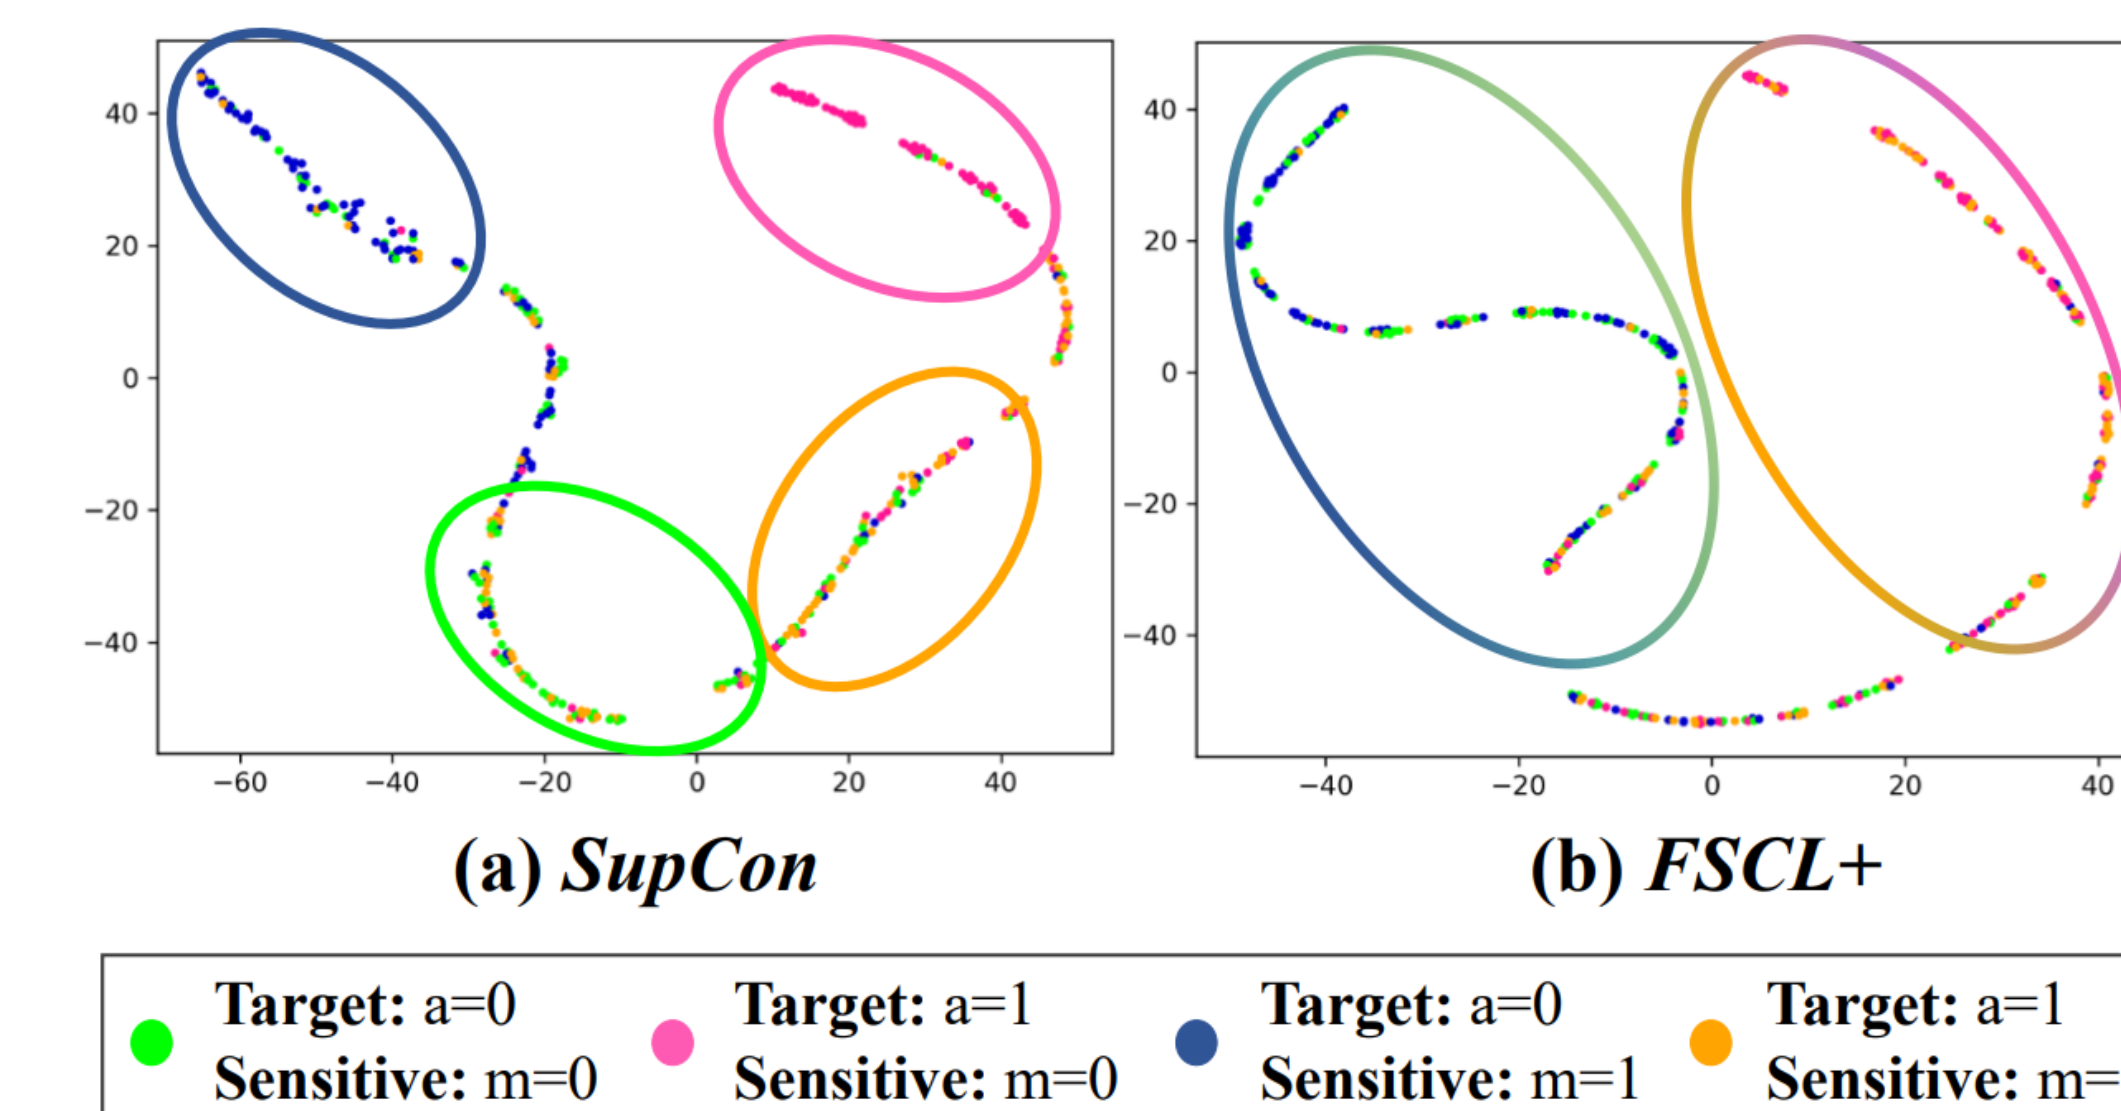 40
20
0
−20
−40
−60 −40 −20 0 20 40
40
20
0
−20
−40
−40 −20 0 20 40
(a) SupCon
(b) FSCL+
Target: a=0
Sensitive: m=0
Target: a=1
Sensitive: m=0
Target: a=0
Sensitive: m=1
Target: a=1
Sensitive: m=